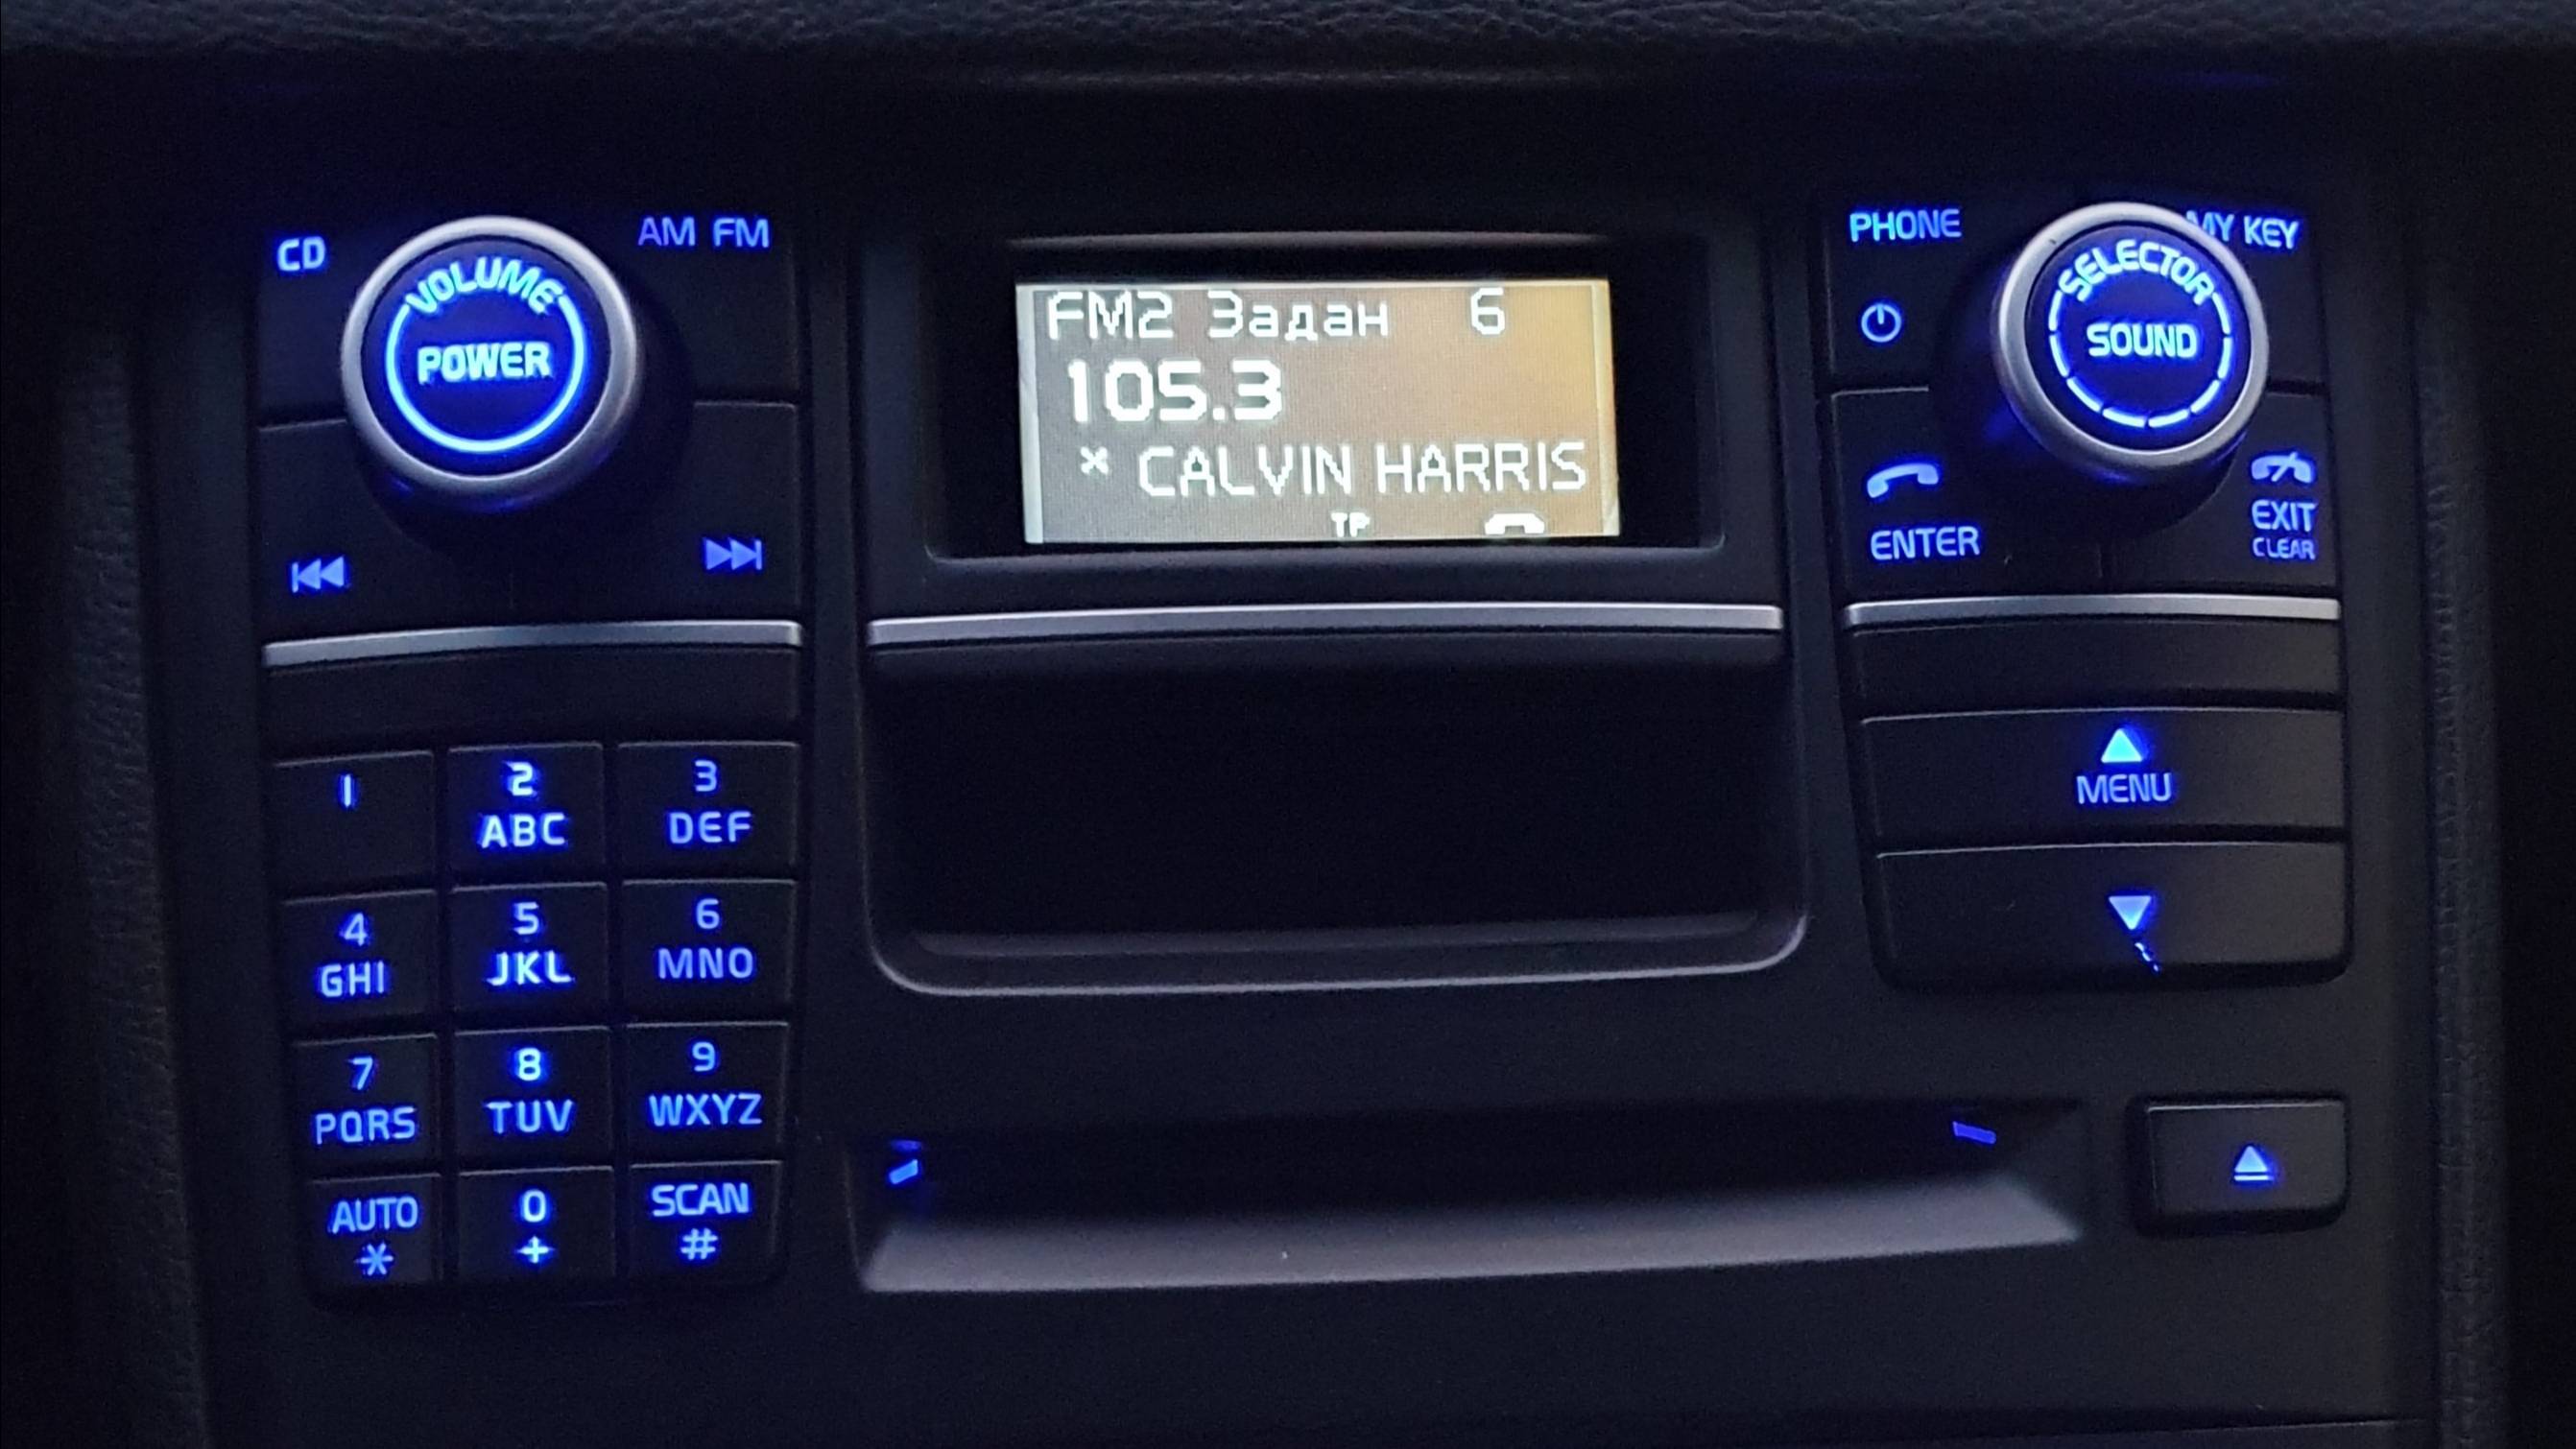 CD
VOLUME
POWER
AM FM
FM2 Задан 6
105.3
* CALVIN HARRIS
TP
PHONE
MY KEY
SELECTOR
SOUND
ENTER
EXIT
CLEAR
MENU
1
2
ABC
3
DEF
4
GHI
5
JKL
6
MNO
7
PQRS
8
TUV
9
WXYZ
AUTO
*
0
+
SCAN
#